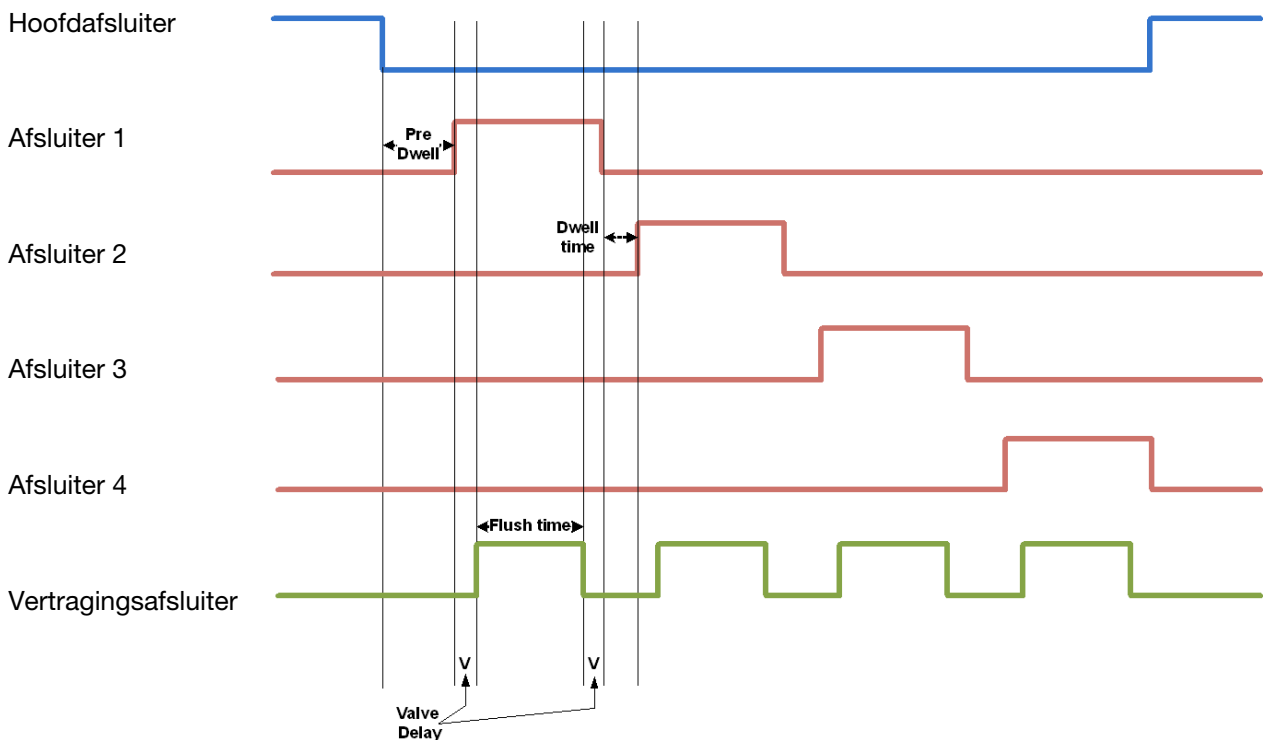 Hoofdafsluiter
Afsluiter 1
Pre
Dwell
Afsluiter 2
Dwell
time
Afsluiter 3
Afsluiter 4
Flush time
Vertragingsafsluiter
V
V
Valve
Delay